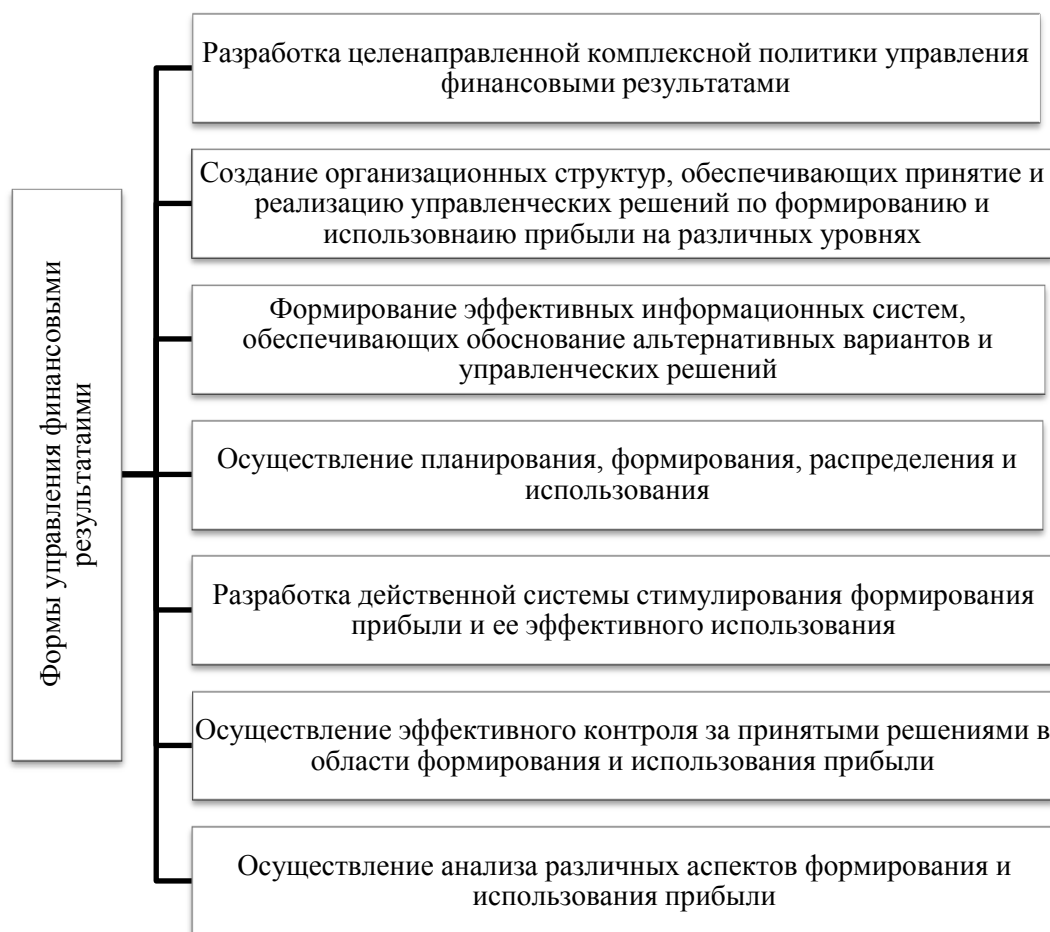 Формы управления финансовыми
результатаими
Разработка целенаправленной комплексной политики управления
финансовыми результатами
Создание организационных структур, обеспечивающих принятие и
реализацию управленческих решений по формированию и
использовнаию прибыли на различных уровнях
Формирование эффективных информационных систем,
обеспечивающих обоснование альтернативных вариантов и
управленческих решений
Осуществление планирования, формирования, распределения и
использования
Разработка действенной системы стимулирования формирования
прибыли и ее эффективного использования
Осуществление эффективного контроля за принятыми решениями в
области формирования и использования прибыли
Осуществление анализа различных аспектов формирования и
использования прибыли